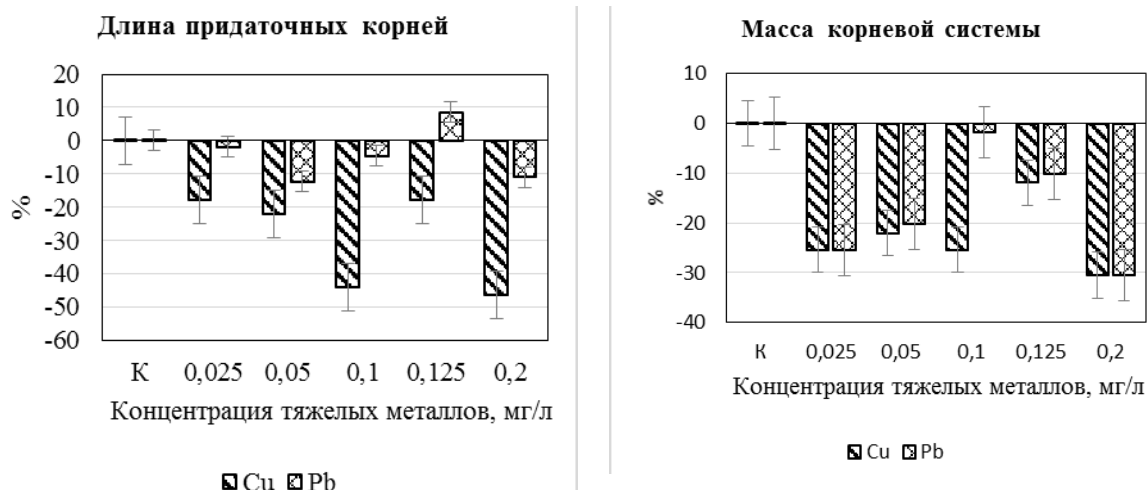 Длина придаточных корней
20
10
0
-10
-20
-30
-40
-50
-60
%
К 0,025 0,05 0,1 0,125 0,2
Концентрация тяжелых металлов, мг/л
Cu Pb
Масса корневой системы
10
0
-10
-20
-30
-40
%
К 0,025 0,05 0,1 0,125 0,2
Концентрация тяжелых металлов, мг/л
Cu Pb